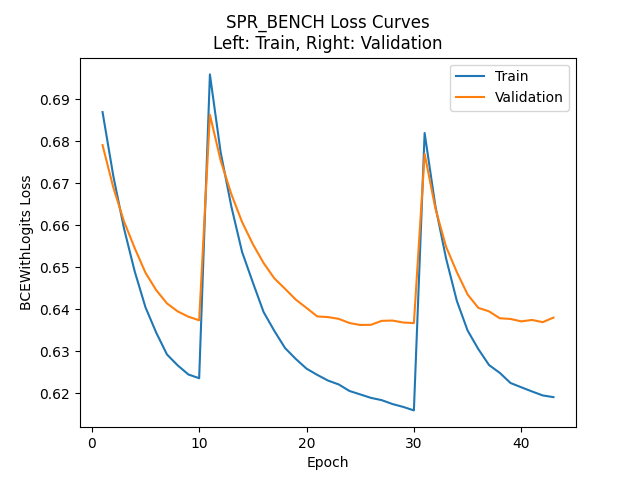 SPR_BENCH Loss Curves
Left: Train, Right: Validation
Train
Validation
0.69
0.68
0.67
0.66
0.65
0.64
0.63
0.62
BCEWithLogits Loss
0
10
20
30
40
Epoch